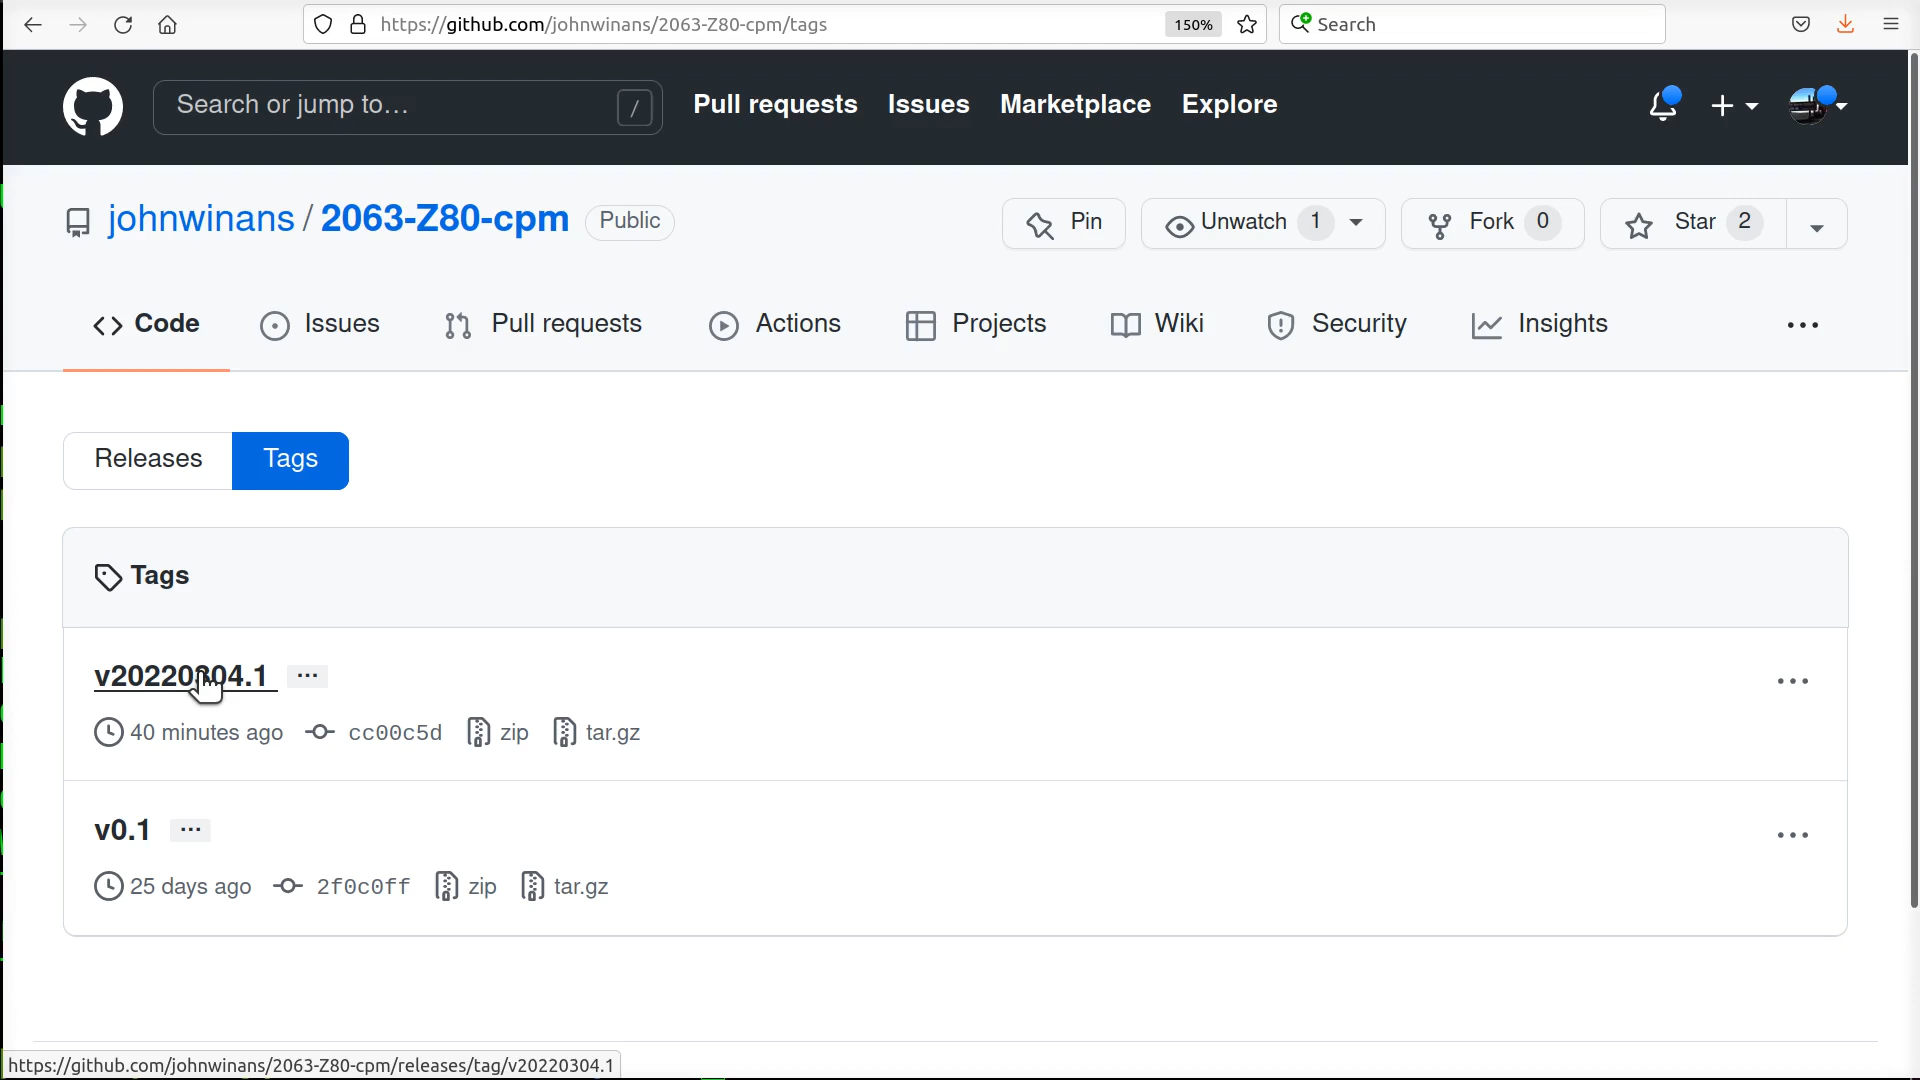 https://github.com/johnwinans/2063-Z80-cpm/tags 150% Search
Search or jump to… / Pull requests Issues Marketplace Explore
johnwinans / 2063-Z80-cpm Public Pin Unwatch 1 Fork 0 Star 2
Code Issues Pull requests Actions Projects Wiki Security Insights ...
Releases Tags
Tags
v20220304.1 ... ...
40 minutes ago cc00c5d zip tar.gz
v0.1 ... ...
25 days ago 2f0c0ff zip tar.gz
https://github.com/johnwinans/2063-Z80-cpm/releases/tag/v20220304.1